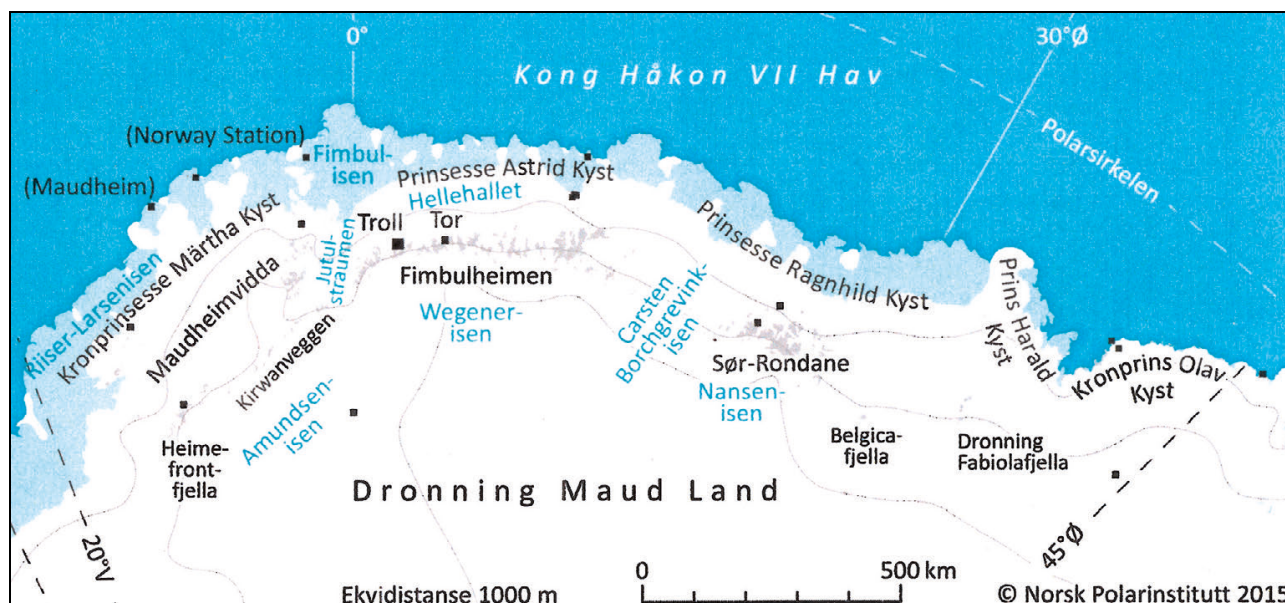 0°
30°Ø
Kong Håkon VII Hav
Polarsirkelen
(Norway Station)
(Maudheim)
Fimbul-
isen
Prinsesse Astrid Kyst
Hellehallet
Kronprinsesse Märtha Kyst
Riiser-Larsenisen
Maudheimvidda
Jutul-
straumen
Troll
Tor
Fimbulheimen
Prinsesse Ragnhild Kyst
Prins Harald
Kyst
Kronprins Olav
Kyst
Wegener-
isen
Carsten
Borchgrevink-
isen
Kirwanveggen
Amundsen-
isen
Sør-Rondane
Nansen-
isen
Heime-
front-
fjella
Belgica-
fjella
Dronning
Fabiolafjella
Dronning Maud Land
20°V
45°Ø
Ekvidistanse 1000 m
0
500 km
© Norsk Polarinstitutt 2015